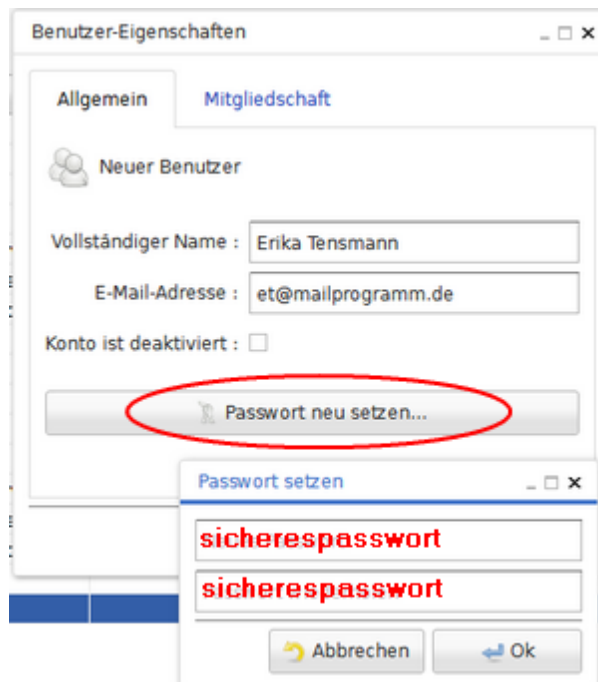 Benutzer-Eigenschaften
Allgemein Mitgliedschaft
Neuer Benutzer
Vollständiger Name : Erika Tensmann
E-Mail-Adresse : et@mailprogramm.de
Konto ist deaktiviert :
Passwort neu setzen...
Passwort setzen
sicherespasswort
sicherespasswort
Abbrechen Ok